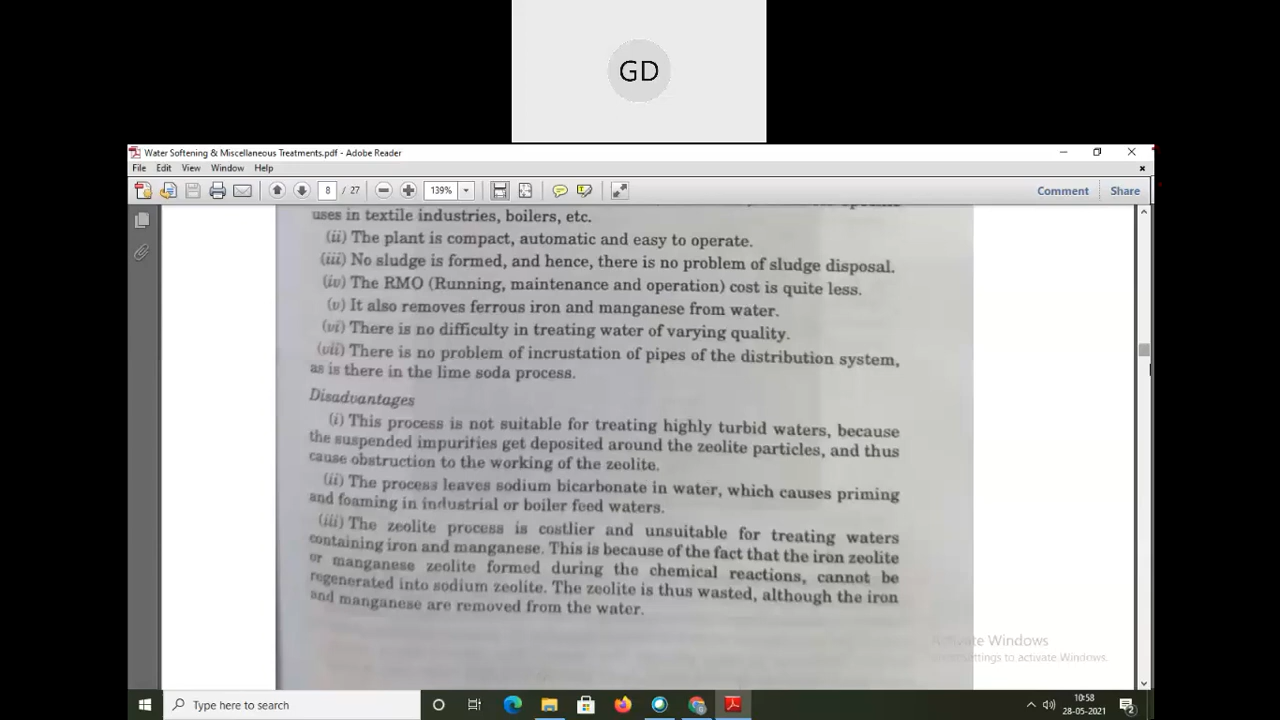 GD
Water Softening & Miscellaneous Treatments.pdf - Adobe Reader
File Edit View Window Help
8 / 27 139% Comment Share
uses in textile industries, boilers, etc.
(ii) The plant is compact, automatic and easy to operate.
(iii) No sludge is formed, and hence, there is no problem of sludge disposal.
(iv) The RMO (Running, maintenance and operation) cost is quite less.
(v) It also removes ferrous iron and manganese from water.
(vi) There is no difficulty in treating water of varying quality.
(vii) There is no problem of incrustation of pipes of the distribution system,
as is there in the lime soda process.
Disadvantages
(i) This process is not suitable for treating highly turbid waters, because
the suspended impurities get deposited around the zeolite particles, and thus
cause obstruction to the working of the zeolite.
(ii) The process leaves sodium bicarbonate in water, which causes priming
and foaming in industrial or boiler feed waters.
(iii) The zeolite process is costlier and unsuitable for treating waters
containing iron and manganese. This is because of the fact that the iron zeolite
or manganese zeolite formed during the chemical reactions, cannot be
regenerated into sodium zeolite. The zeolite is thus wasted, although the iron
and manganese are removed from the water.
Activate Windows
settings to activate Windows.
Type here to search
10:58
28-05-2021
2